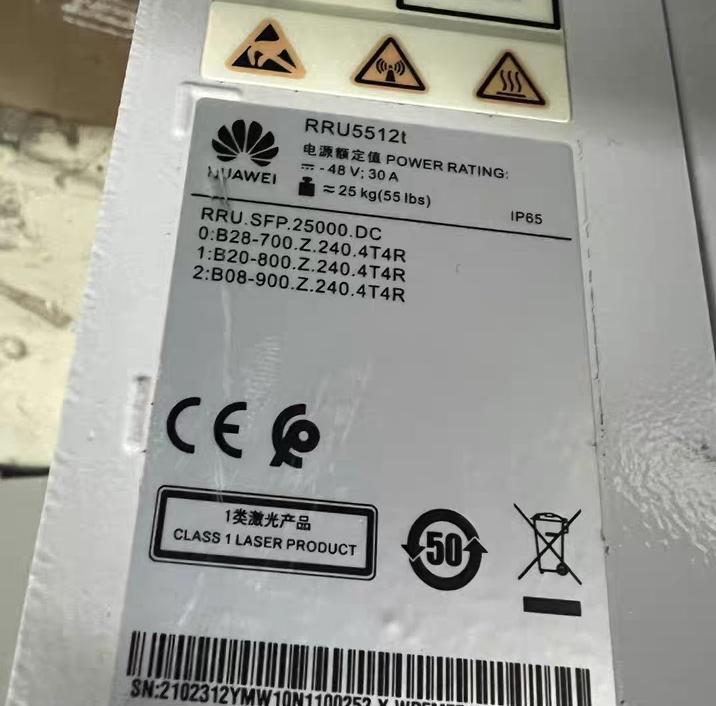 RRU5512t
HUAWEI
电源额定值 POWER RATING:
⎓ - 48 V; 30 A
≈ 25 kg(55 lbs)
IP65
RRU.SFP.25000.DC
0:B28-700.Z.240.4T4R
1:B20-800.Z.240.4T4R
2:B08-900.Z.240.4T4R
CE
1类激光产品
CLASS 1 LASER PRODUCT
50